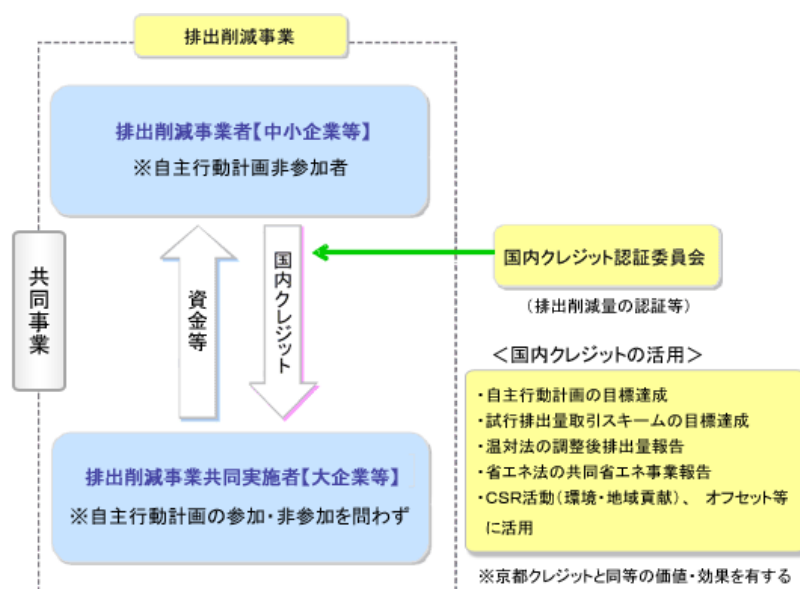 排出削減事業
排出削減事業者【中小企業等】
※自主行動計画非参加者
共同事業
資金等
国内クレジット
国内クレジット認証委員会
（排出削減量の認証等）
排出削減事業共同実施者【大企業等】
※自主行動計画の参加・非参加を問わず
＜国内クレジットの活用＞
・自主行動計画の目標達成
・試行排出量取引スキームの目標達成
・温対法の調整後排出量報告
・省エネ法の共同省エネ事業報告
・CSR活動（環境・地域貢献）、 オフセット等
に活用
※京都クレジットと同等の価値・効果を有する